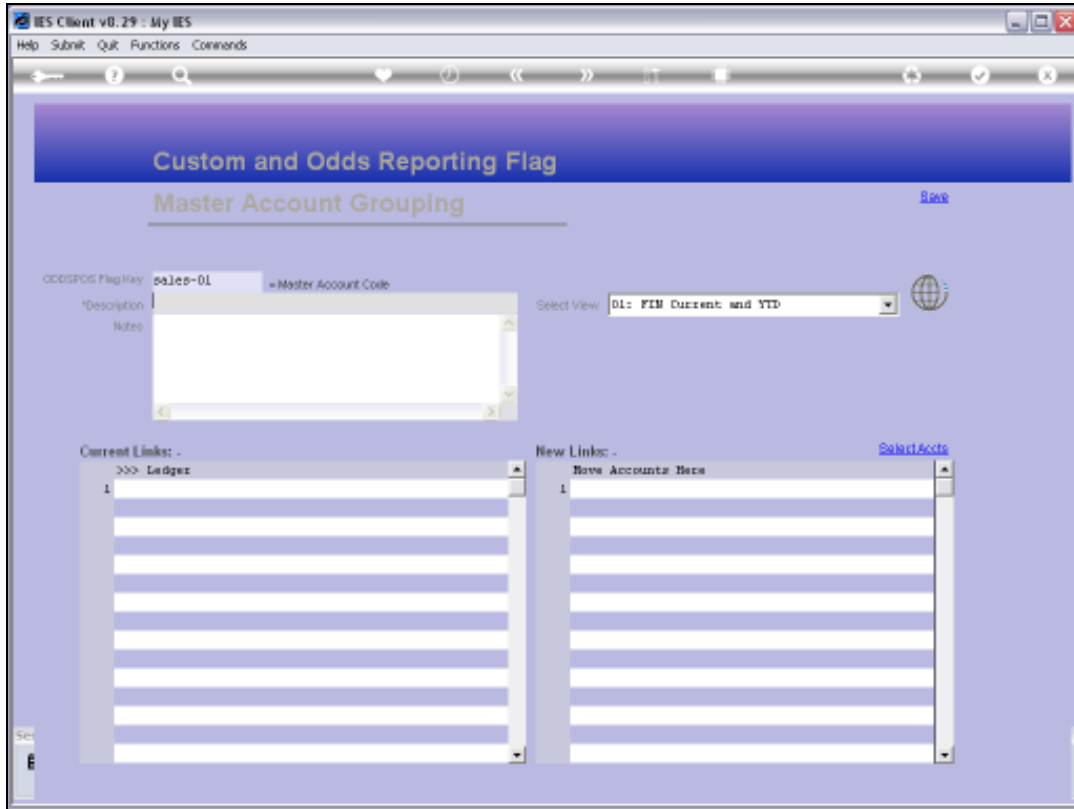 IES Client v8.29 : My IES
Help Submit Quit Functions Commands
Custom and Odds Reporting Flag
Master Account Grouping
Save
ODDSPOS Flag Key sales-01 = Master Account Code
*Description
Select View 01: FIN Current and YTD
Notes
Current Links: -
New Links: -
Select Accts
>>> Ledger
Move Accounts Here
1
1